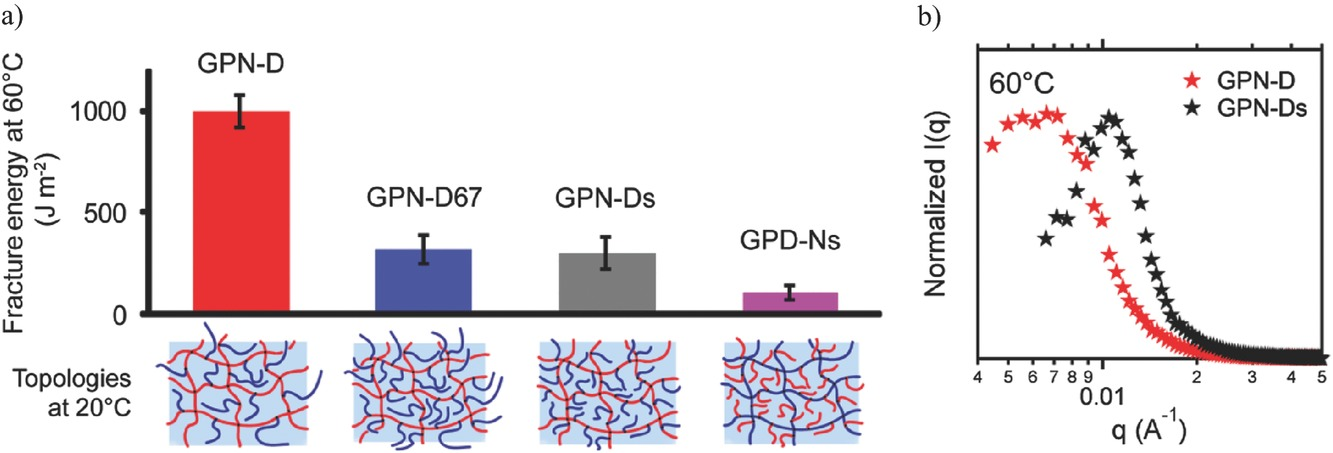 a)
Fracture energy at 60°C
(J m-2)
1000
500
0
GPN-D
GPN-D67
GPN-Ds
GPD-Ns
Topologies
at 20°C
b)
60°C
GPN-D
GPN-Ds
Normalized I(q)
4 5 6 7 8 9 2 3 4 5
0.01
q (A-1)